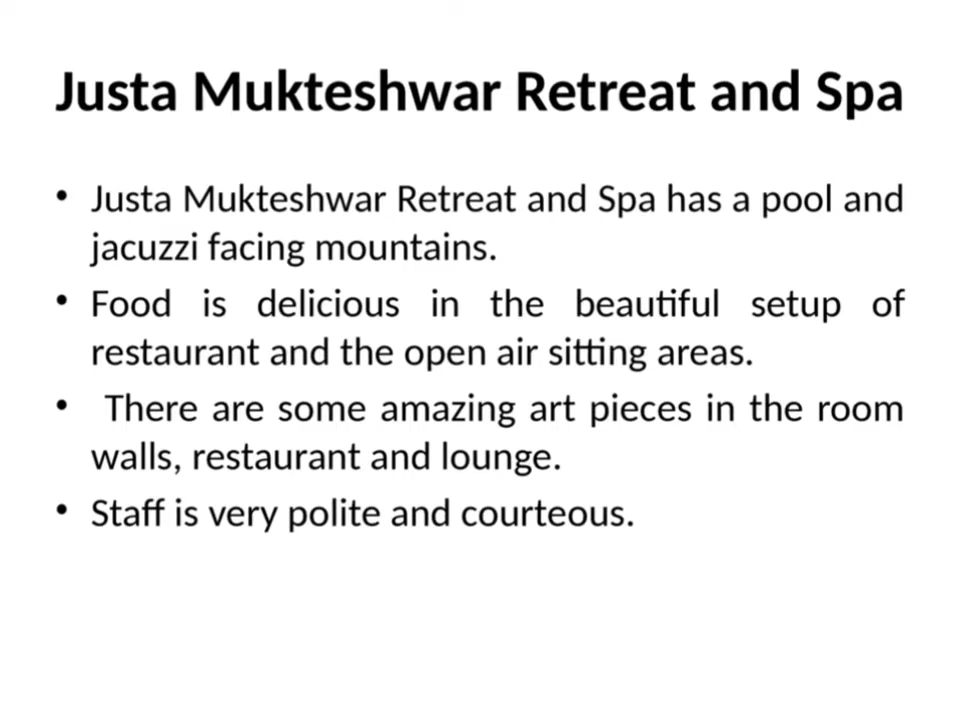 Justa Mukteshwar Retreat and Spa
• Justa Mukteshwar Retreat and Spa has a pool and
jacuzzi facing mountains.
• Food is delicious in the beautiful setup of
restaurant and the open air sitting areas.
• There are some amazing art pieces in the room
walls, restaurant and lounge.
• Staff is very polite and courteous.